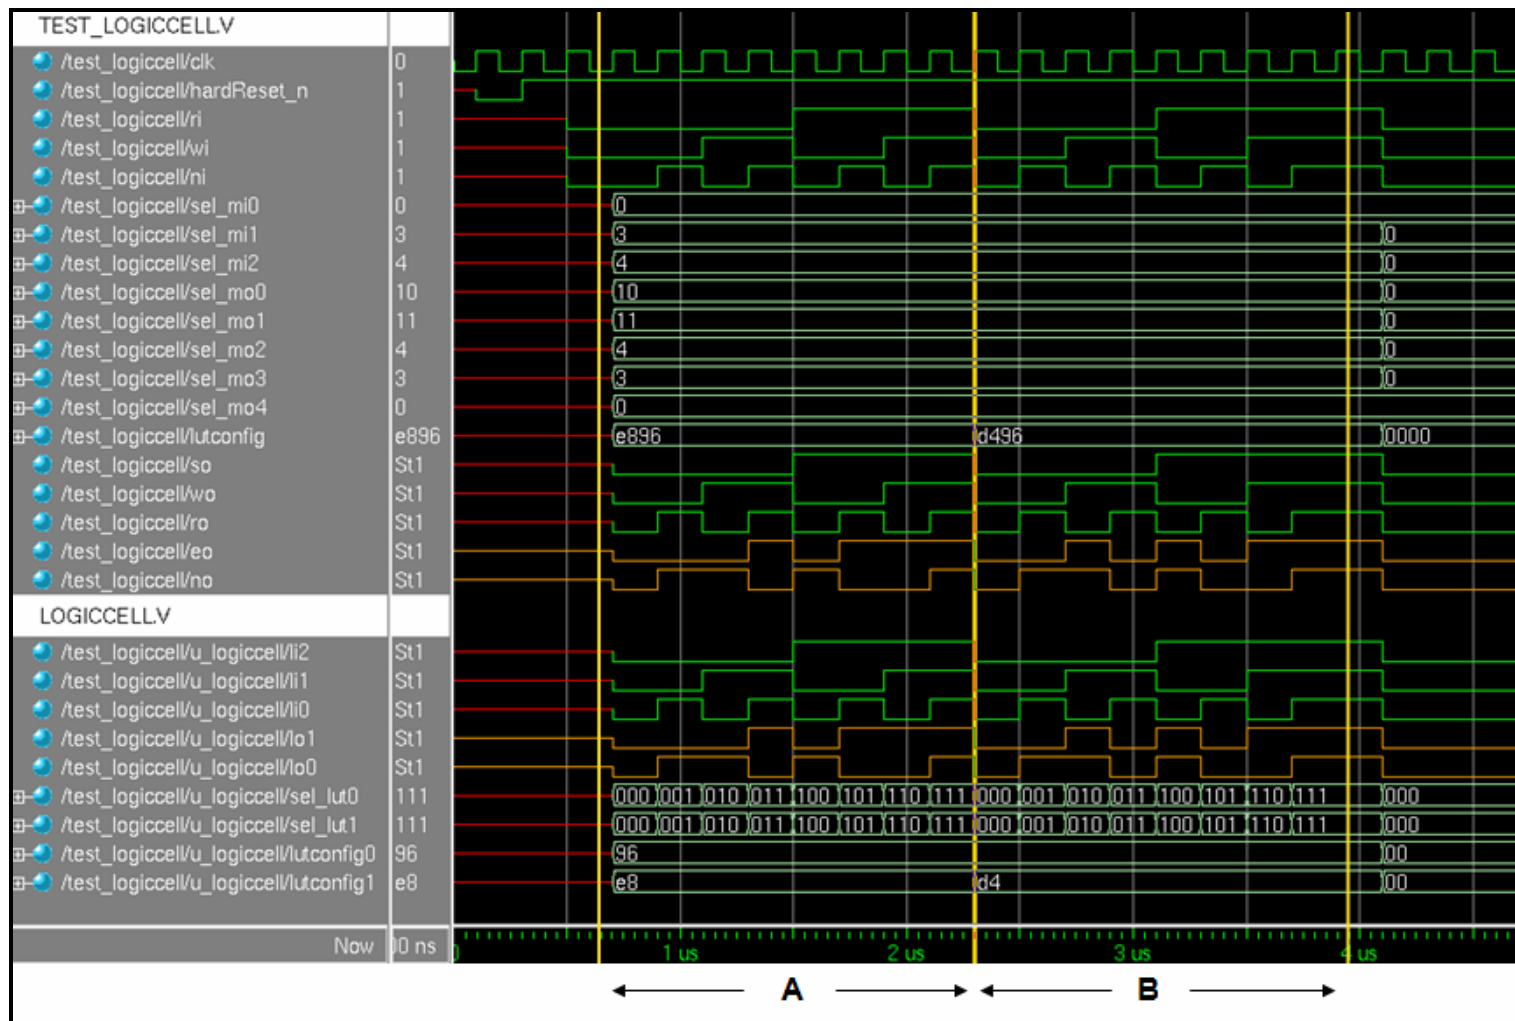 TEST_LOGICCELL.V
/test_logiccell/clk 0
/test_logiccell/hardReset_n 1
/test_logiccell/ri 1
/test_logiccell/wi 1
/test_logiccell/ni 1
/test_logiccell/sel_mi0 0 0
/test_logiccell/sel_mi1 3 3 0
/test_logiccell/sel_mi2 4 4 0
/test_logiccell/sel_mo0 10 10 0
/test_logiccell/sel_mo1 11 11 0
/test_logiccell/sel_mo2 4 4 0
/test_logiccell/sel_mo3 3 3 0
/test_logiccell/sel_mo4 0 0
/test_logiccell/lutconfig e896 e896 d496 0000
/test_logiccell/so St1
/test_logiccell/wo St1
/test_logiccell/ro St1
/test_logiccell/eo St1
/test_logiccell/no St1
LOGICCELL.V
/test_logiccell/u_logiccell/li2 St1
/test_logiccell/u_logiccell/li1 St1
/test_logiccell/u_logiccell/li0 St1
/test_logiccell/u_logiccell/lo1 St1
/test_logiccell/u_logiccell/lo0 St1
/test_logiccell/u_logiccell/sel_lut0 111 000 001 010 011 100 101 110 111 000 001 010 011 100 101 110 111 000
/test_logiccell/u_logiccell/sel_lut1 111 000 001 010 011 100 101 110 111 000 001 010 011 100 101 110 111 000
/test_logiccell/u_logiccell/lutconfig0 96 96 00
/test_logiccell/u_logiccell/lutconfig1 e8 e8 d4 00
Now 00 ns 1 us 2 us 3 us 4 us
A B